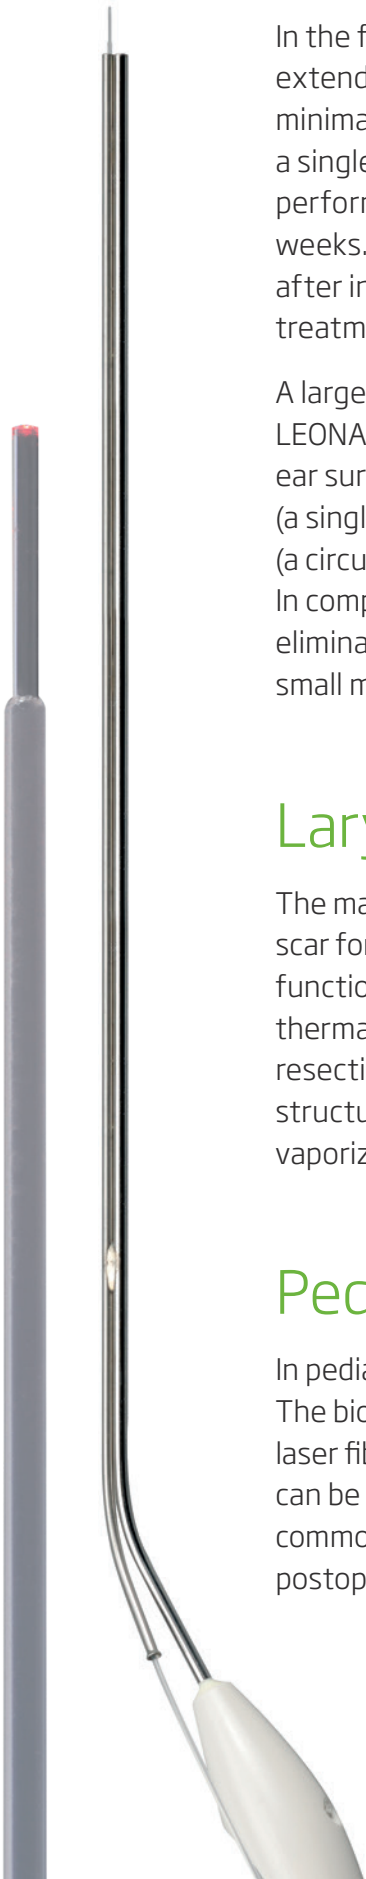 In the f
extend
minima
a single
perform
weeks.
after in
treatm
A large
LEONA
ear sur
(a singl
(a circu
In comp
elimina
small m
Lary
The ma
scar for
functio
therma
resecti
structu
vaporiz
Ped
In pedia
The bio
laser fib
can be
commo
postop